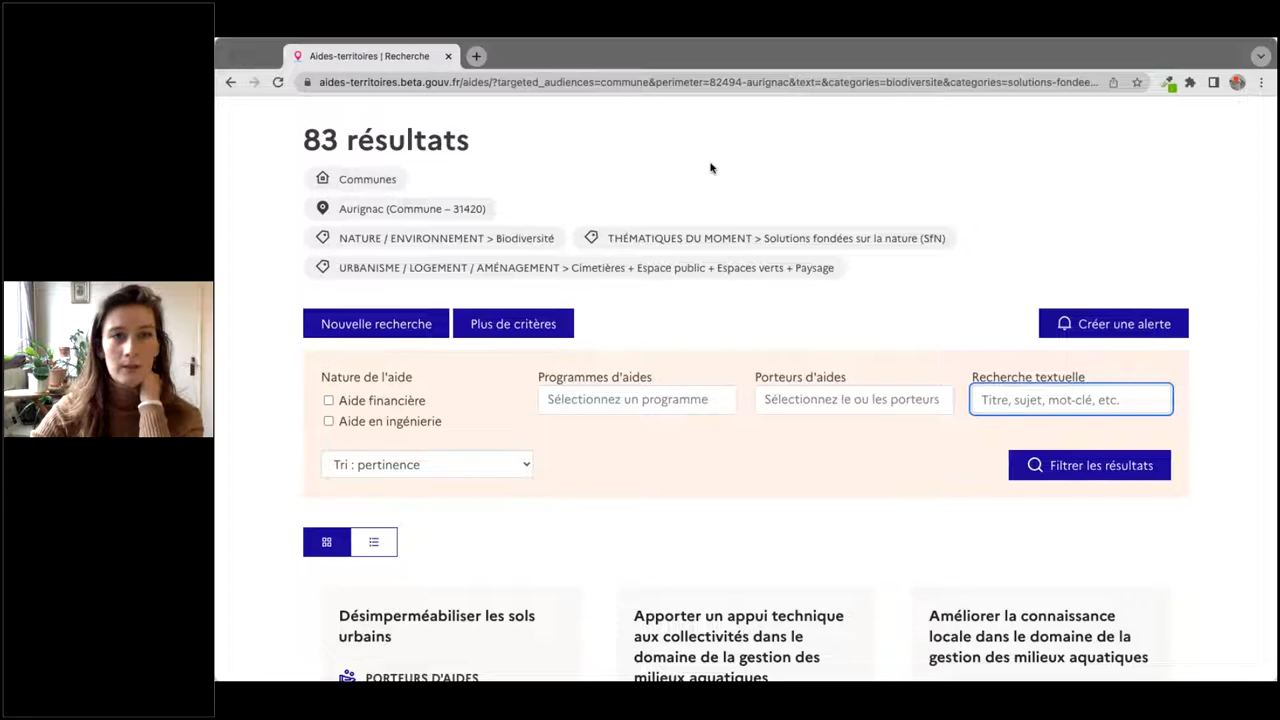 Aides-territoires | Recherche
aides-territoires.beta.gouv.fr/aides/?targeted_audiences=commune&perimeter=82494-aurignac&text=&categories=biodiversite&categories=solutions-fondee...
83 résultats
Communes
Aurignac (Commune – 31420)
NATURE / ENVIRONNEMENT > Biodiversité
THÉMATIQUES DU MOMENT > Solutions fondées sur la nature (SfN)
URBANISME / LOGEMENT / AMÉNAGEMENT > Cimetières + Espace public + Espaces verts + Paysage
Nouvelle recherche
Plus de critères
Créer une alerte
Nature de l'aide
Programmes d'aides
Porteurs d'aides
Recherche textuelle
Aide financière
Sélectionnez un programme
Sélectionnez le ou les porteurs
Titre, sujet, mot-clé, etc.
Aide en ingénierie
Tri : pertinence
Filtrer les résultats
Désimperméabiliser les sols
urbains
PORTEURS D'AIDES
Apporter un appui technique
aux collectivités dans le
domaine de la gestion des
milieux aquatiques
Améliorer la connaissance
locale dans le domaine de la
gestion des milieux aquatiques